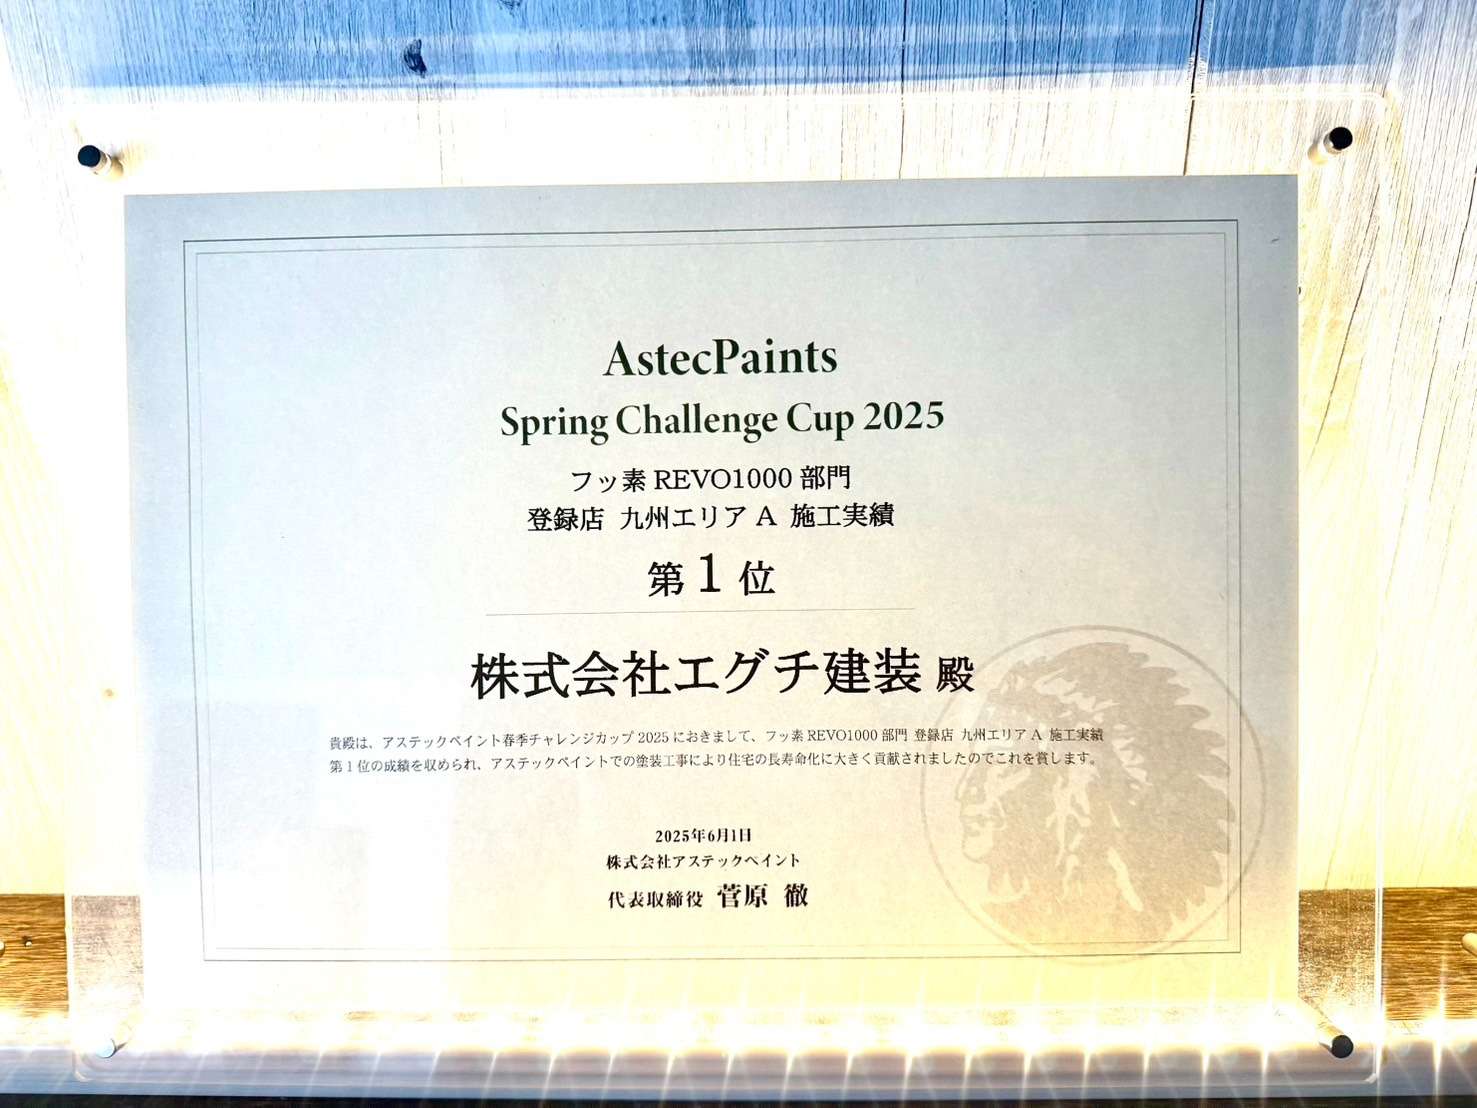 AstecPaints
Spring Challenge Cup 2025
フッ素 REVO1000 部門
登録店 九州エリア A 施工実績
第 1 位
株式会社エグチ建装 殿
貴殿は、アステックペイント春季チャレンジカップ 2025 におきまして、フッ素 REVO1000 部門 登録店 九州エリア A 施工実績
第 1 位の成績を収められ、アステックペイントでの塗装工事により住宅の長寿命化に大きく貢献されましたのでこれを賞します。
2025年6月1日
株式会社アステックペイント
代表取締役 菅原 徹